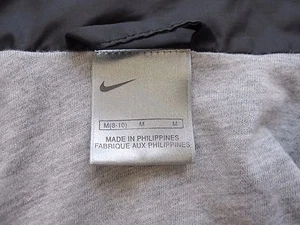 M(8-10) M M
MADE IN PHILIPPINES
FABRIQUE AUX PHILIPPINES